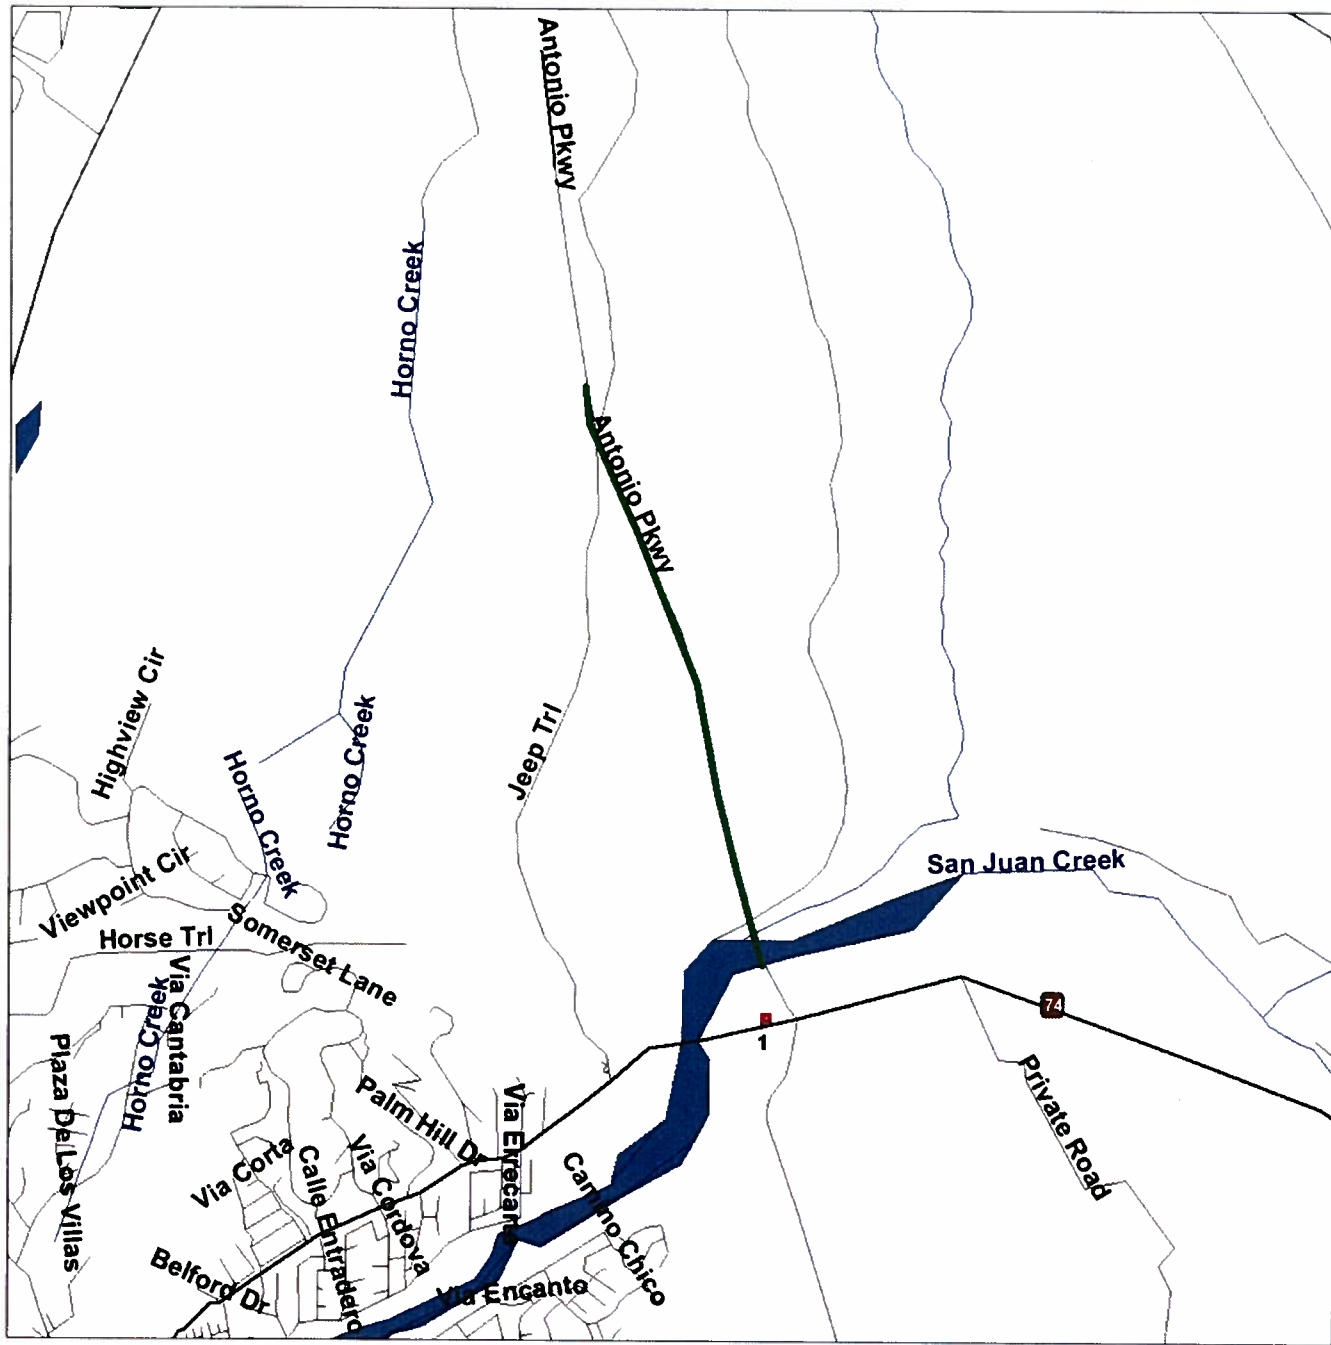 Antonio Pkwy
Horno Creek
Antonio Pkwy
Highview Cir
Horno Creek
Jeep Trl
Horno Creek
Viewpoint Cir
San Juan Creek
Somerset Lane
Horse Trl
Via Cantabria
Horno Creek
74
1
Plaza De Los Villas
Palm Hill Dr
Via Errecarte
Private Road
Via Corta
Calle Entradero
Via Cordova
Camino Chico
Belford Dr
Via Encanto